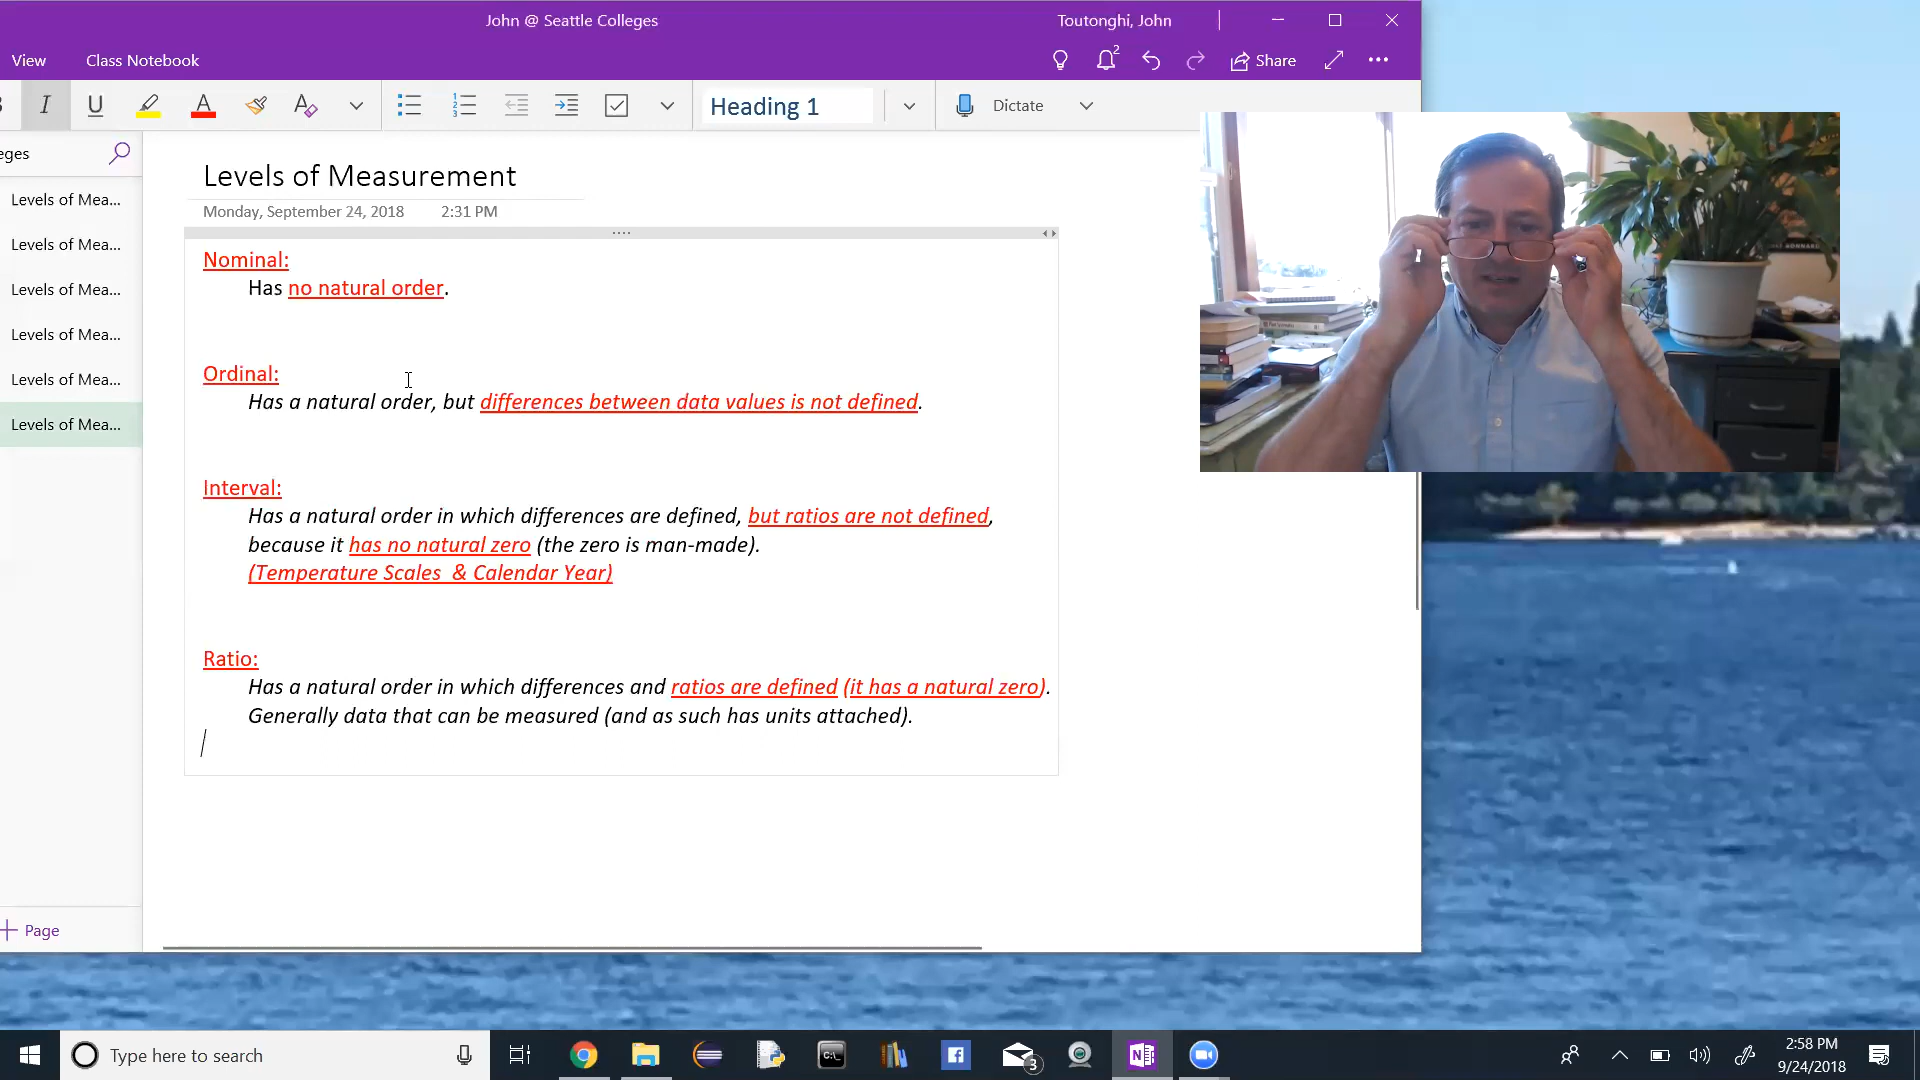 John @ Seattle Colleges
Toutonghi, John
View
Class Notebook
2
Share
I
U
A
A
Heading 1
Dictate
eges
Levels of Mea...
Levels of Mea...
Levels of Mea...
Levels of Mea...
Levels of Mea...
Levels of Mea...
+ Page
Levels of Measurement
Monday, September 24, 2018 2:31 PM
Nominal:
Has no natural order.
Ordinal:
Has a natural order, but differences between data values is not defined.
Interval:
Has a natural order in which differences are defined, but ratios are not defined,
because it has no natural zero (the zero is man-made).
(Temperature Scales & Calendar Year)
Ratio:
Has a natural order in which differences and ratios are defined (it has a natural zero).
Generally data that can be measured (and as such has units attached).
Type here to search
C:\_
3
N
2:58 PM
9/24/2018